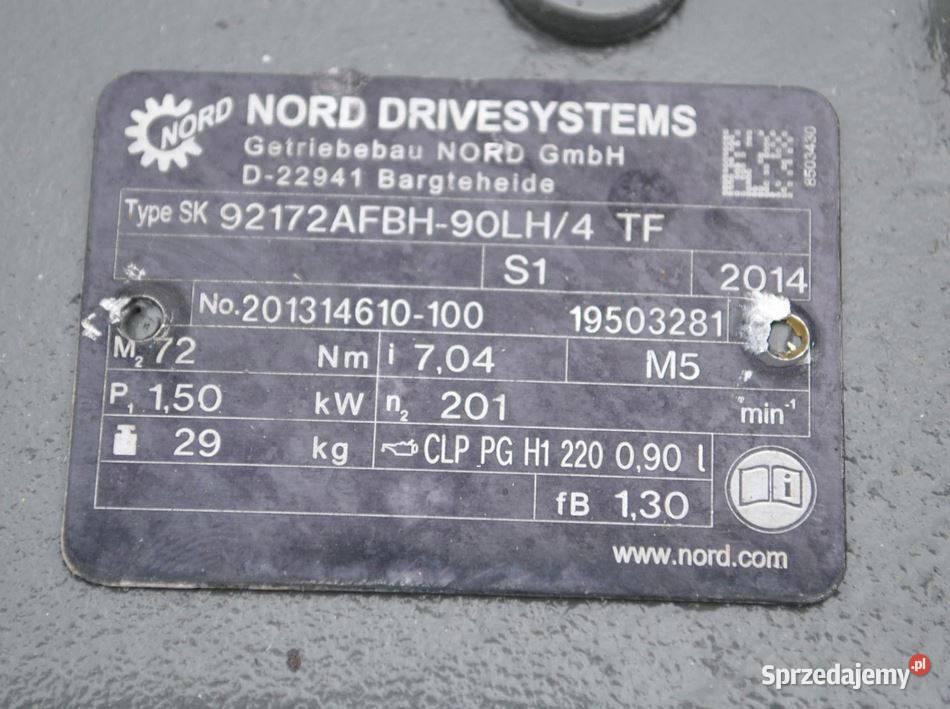 NORD
NORD DRIVESYSTEMS
Getriebebau NORD GmbH
D-22941 Bargteheide
8503430
Type SK 92172AFBH-90LH/4 TF
S1 2014
No.201314610-100 19503281
M2 72 Nm i 7,04 M5
P1 1,50 kW n2 201 min-1
29 kg CLP PG H1 220 0,90 l
fB 1,30
i
www.nord.com
Sprzedajemy.pl